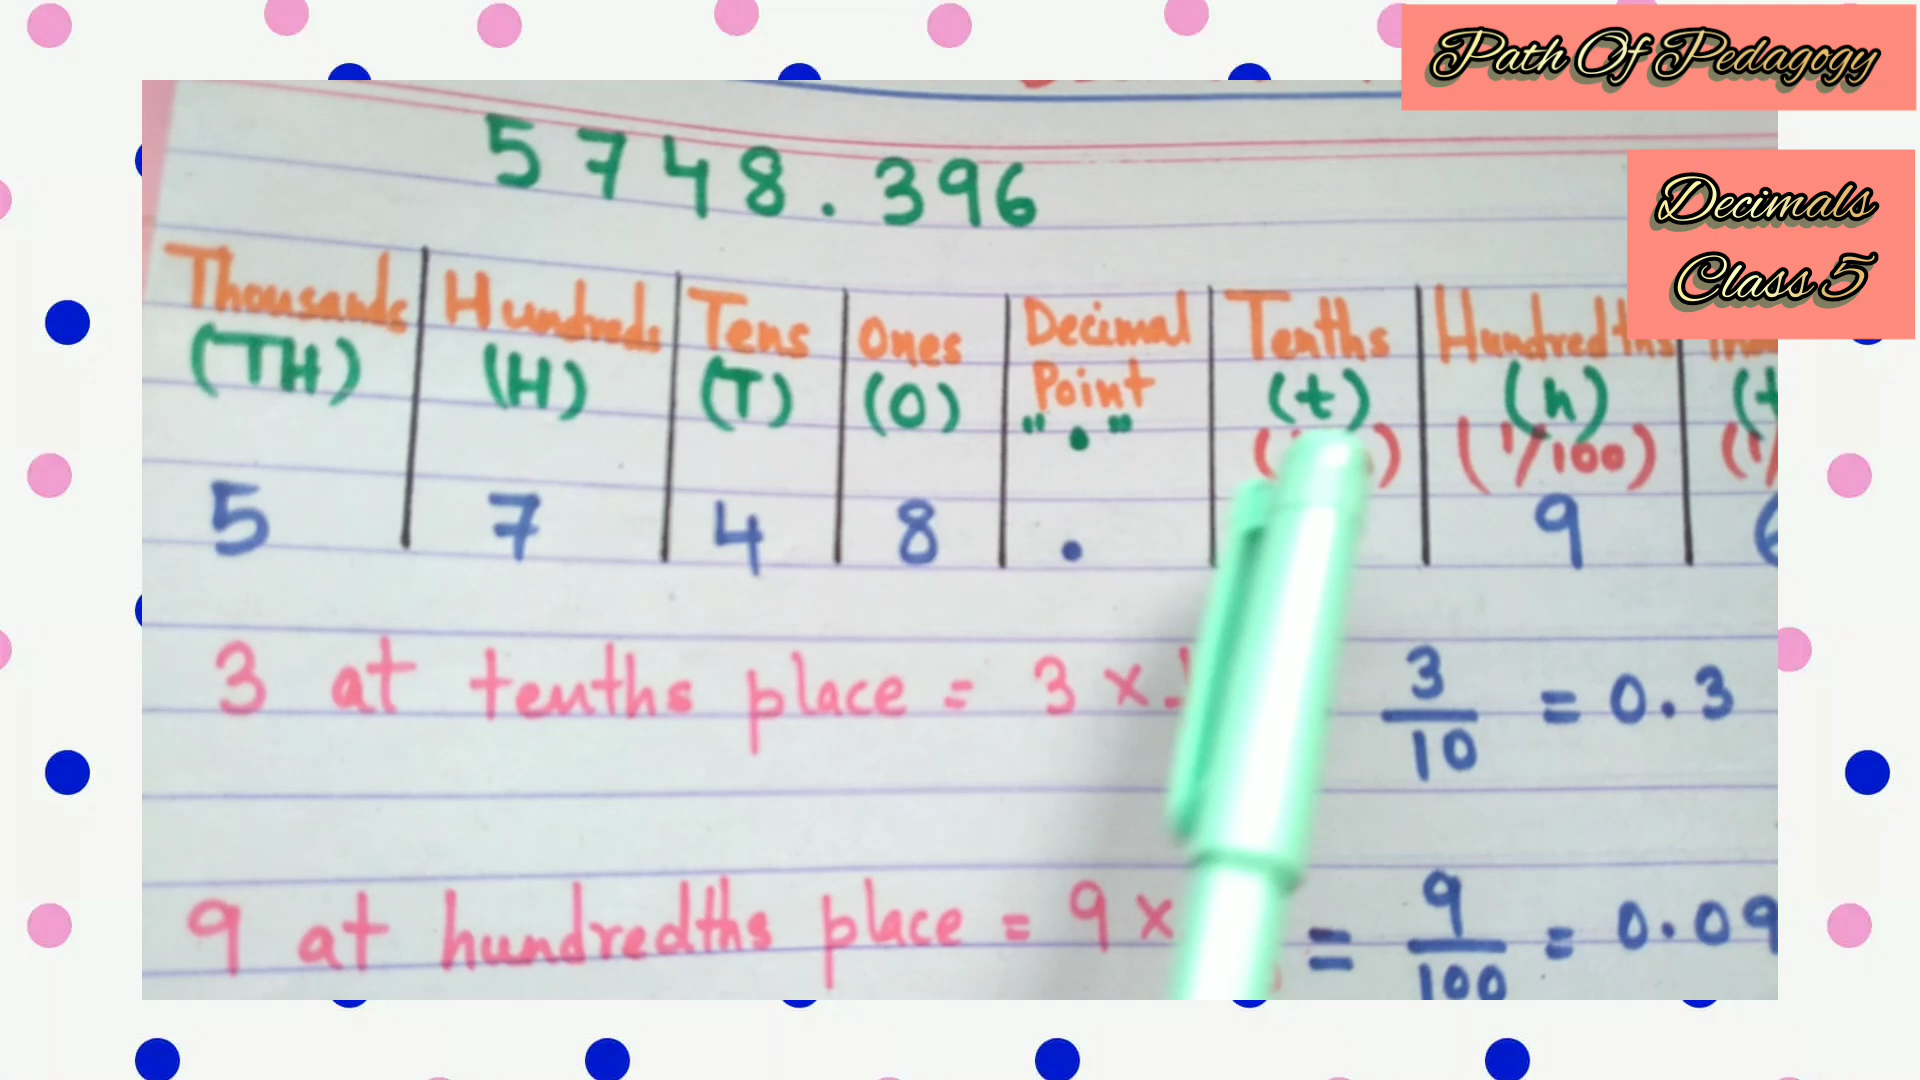 Path Of Pedagogy
Decimals
Class 5
5748.396
Thousands Hundreds Tens Ones Decimal Tenths Hundredths
(TH) (H) (T) (O) Point (t) (h)
"." (1/100)
5 7 4 8 . 9 6
3 at tenths place = 3 × 3/10 = 0.3
9 at hundredths place = 9 × = 9/100 = 0.09